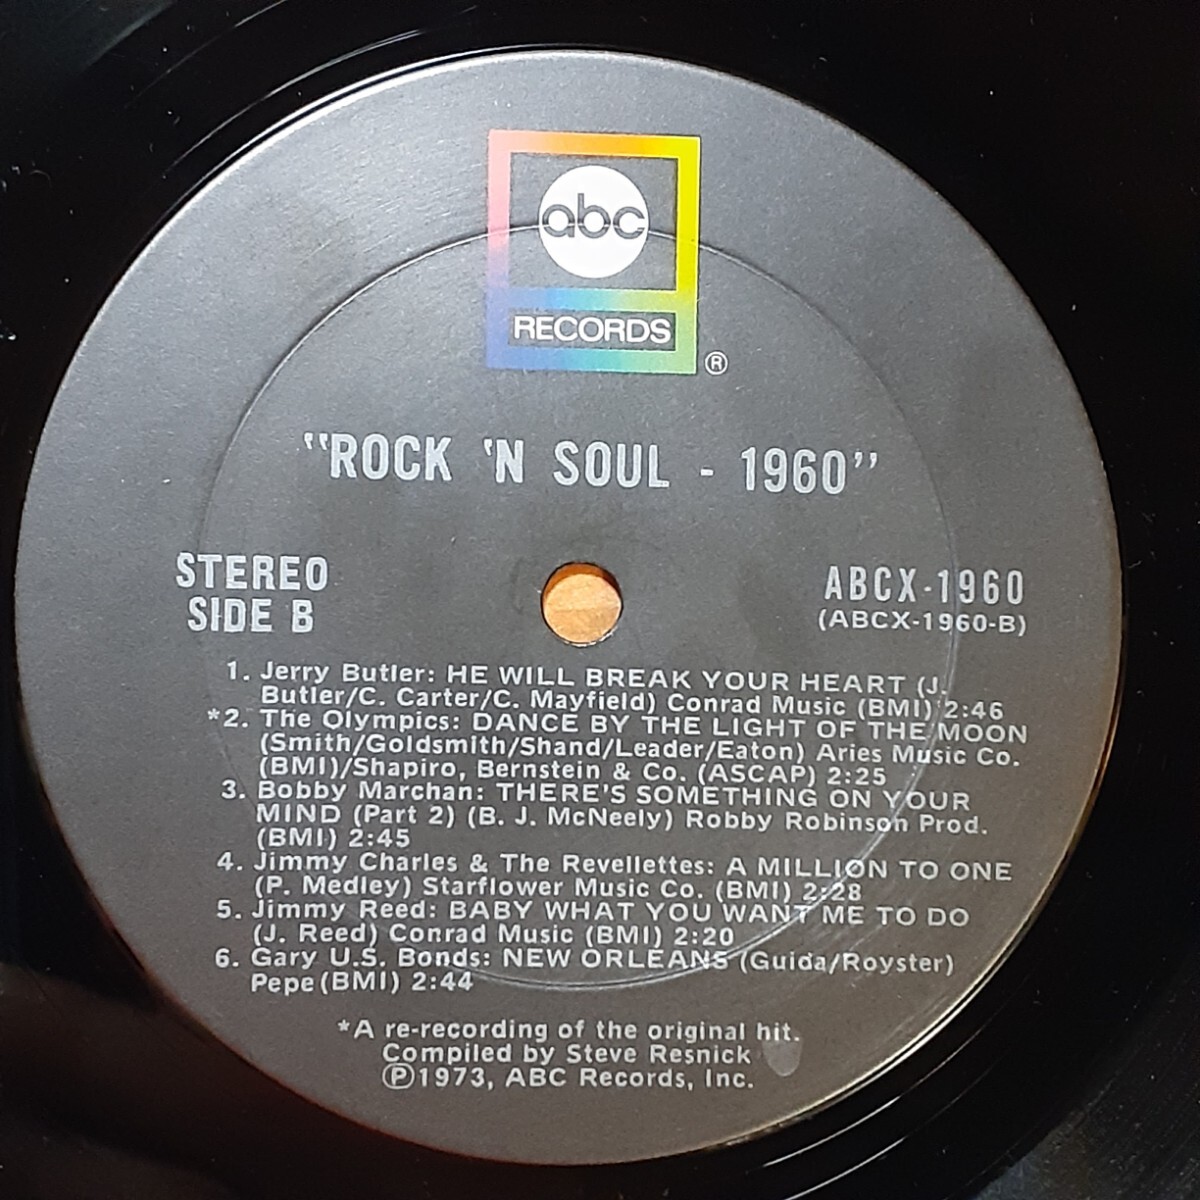 abc
RECORDS
®
"ROCK 'N SOUL - 1960"
STEREO
SIDE B
ABCX-1960
(ABCX-1960-B)
1. Jerry Butler: HE WILL BREAK YOUR HEART (J.
Butler/C. Carter/C. Mayfield) Conrad Music (BMI) 2:46
*2. The Olympics: DANCE BY THE LIGHT OF THE MOON
(Smith/Goldsmith/Shand/Leader/Eaton) Aries Music Co.
(BMI)/Shapiro, Bernstein & Co. (ASCAP) 2:25
3. Bobby Marchan: THERE'S SOMETHING ON YOUR
MIND (Part 2) (B. J. McNeely) Robby Robinson Prod.
(BMI) 2:45
4. Jimmy Charles & The Revellettes: A MILLION TO ONE
(P. Medley) Starflower Music Co. (BMI) 2:28
5. Jimmy Reed: BABY WHAT YOU WANT ME TO DO
(J. Reed) Conrad Music (BMI) 2:20
6. Gary U.S. Bonds: NEW ORLEANS (Guida/Royster)
Pepe (BMI) 2:44
*A re-recording of the original hit.
Compiled by Steve Resnick
Ⓟ1973, ABC Records, Inc.